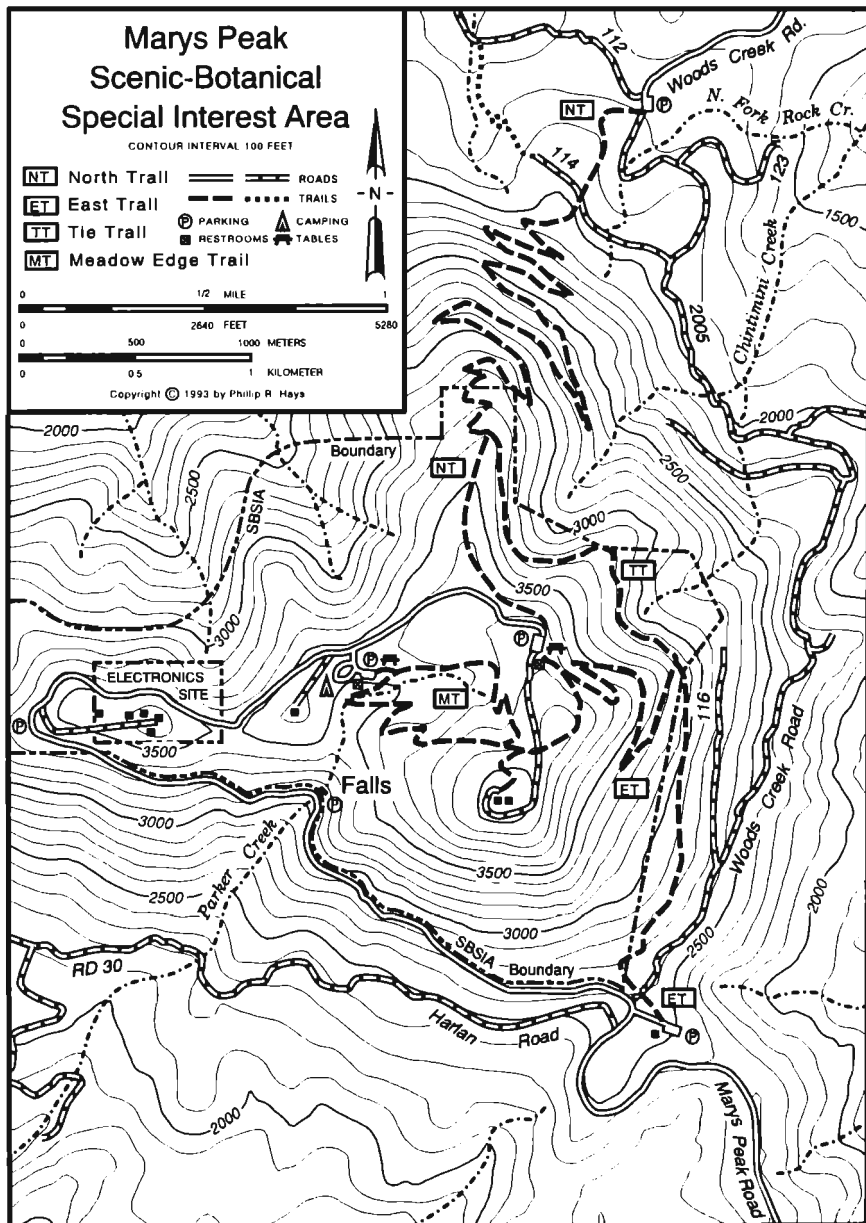 Marys Peak
Scenic-Botanical
Special Interest Area
CONTOUR INTERVAL 100 FEET
NT North Trail
ET East Trail
TT Tie Trail
MT Meadow Edge Trail
ROADS
TRAILS
P PARKING
CAMPING
RESTROOMS
TABLES
N
0 1/2 MILE 1
0 2640 FEET 5280
0 500 1000 METERS
0 0.5 1 KILOMETER
Copyright © 1993 by Phillip R. Hays
112
Woods Creek Rd.
NT
P
N. Fork Rock Cr.
114
123
1500
Chintimini Creek
2005
2000
2000
Boundary
NT
2500
2500
SBSIA
3000
TT
3500
3000
P
P
ELECTRONICS
SITE
MT
116
P
3500
Falls
ET
Woods Creek Road
P
3000
Parker Creek
2500
3500
2000
3000
2500
SBSIA
Boundary
RD 30
ET
Harlan Road
P
2000
Marys Peak Road